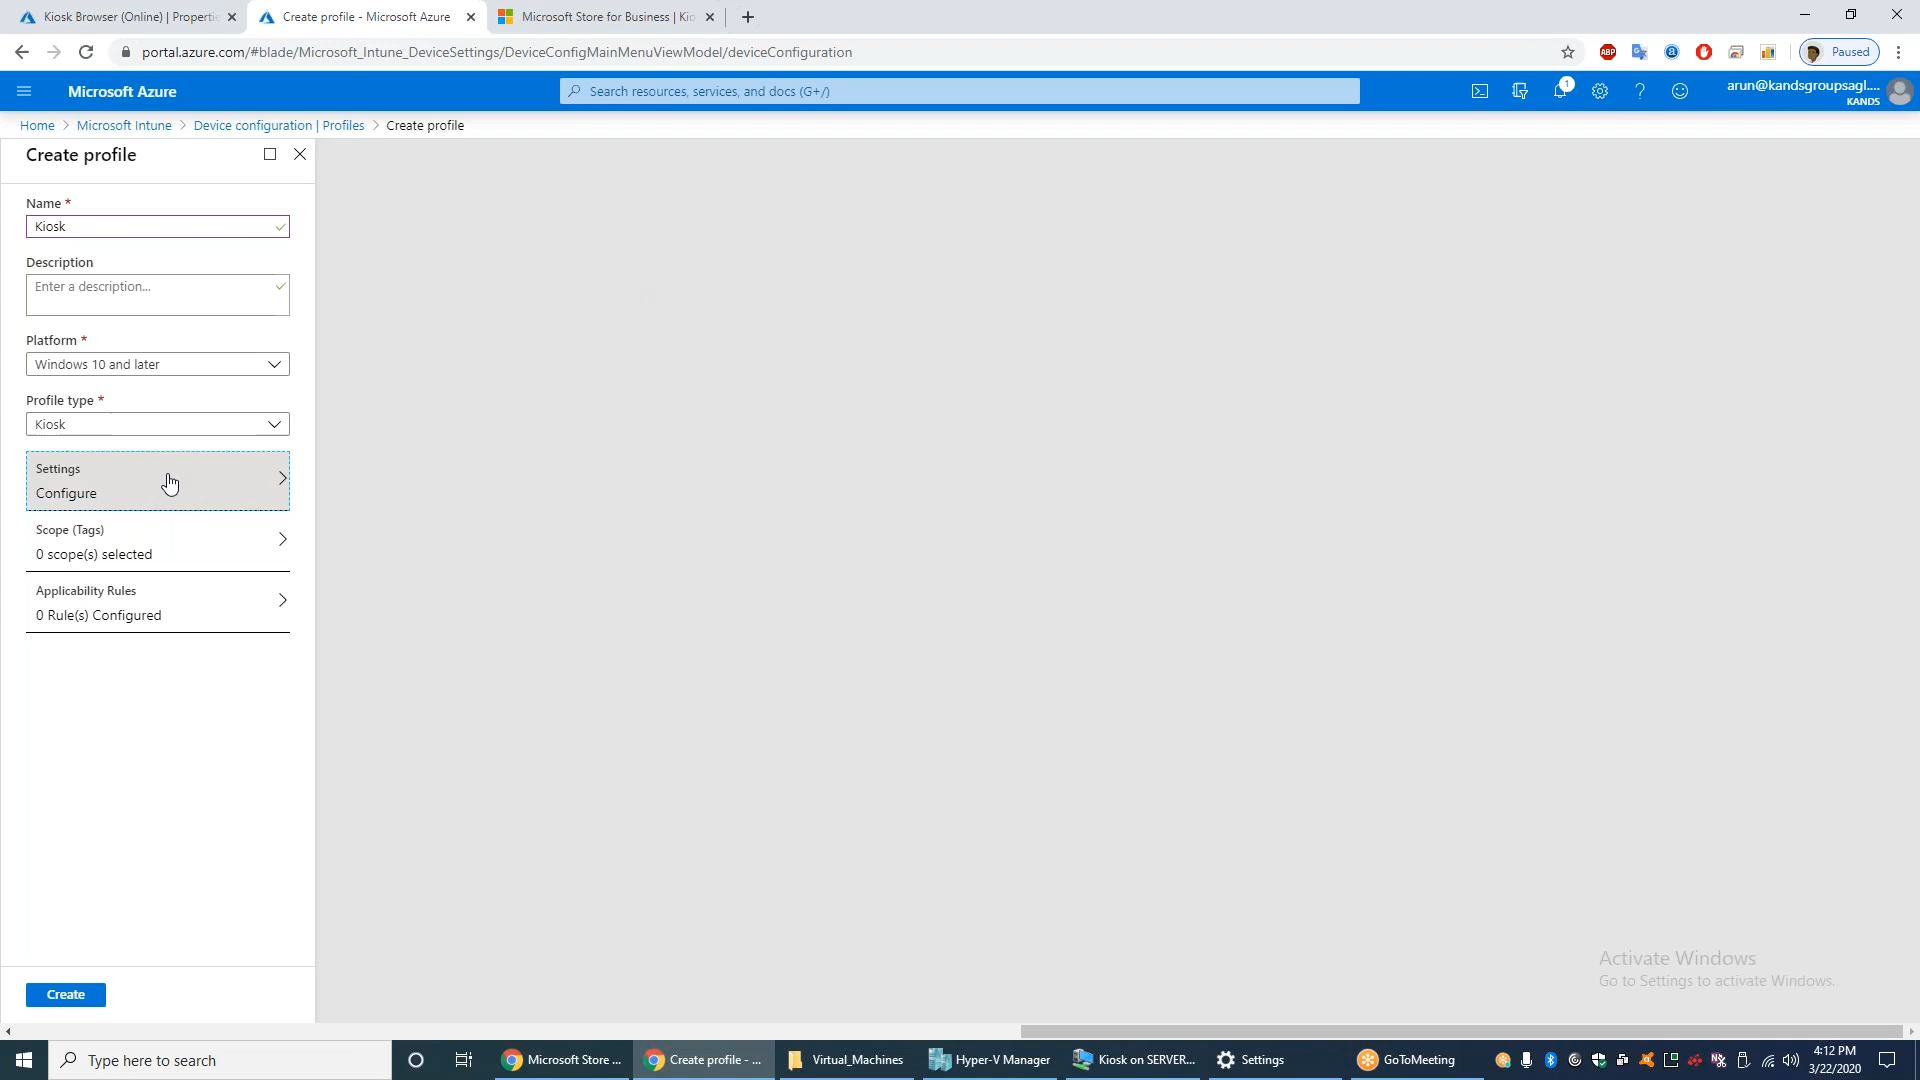 Kiosk Browser (Online) | Properti
Create profile - Microsoft Azure
Microsoft Store for Business | Kio
portal.azure.com/#blade/Microsoft_Intune_DeviceSettings/DeviceConfigMainMenuViewModel/deviceConfiguration
ABP
Paused
Microsoft Azure
Search resources, services, and docs (G+/)
1
arun@kandsgroupsagl....
KANDS
Home > Microsoft Intune > Device configuration | Profiles > Create profile
Create profile
Name *
Kiosk
Description
Enter a description...
Platform *
Windows 10 and later
Profile type *
Kiosk
Settings
Configure
Scope (Tags)
0 scope(s) selected
Applicability Rules
0 Rule(s) Configured
Activate Windows
Go to Settings to activate Windows.
Create
Type here to search
Microsoft Store ...
Create profile - ...
Virtual_Machines
Hyper-V Manager
Kiosk on SERVER...
Settings
GoToMeeting
4:12 PM
3/22/2020